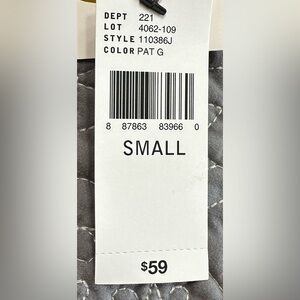 DEPT 221
LOT 4062-109
STYLE 110386J
COLOR PAT G
8 87863 83966 0
SMALL
$59